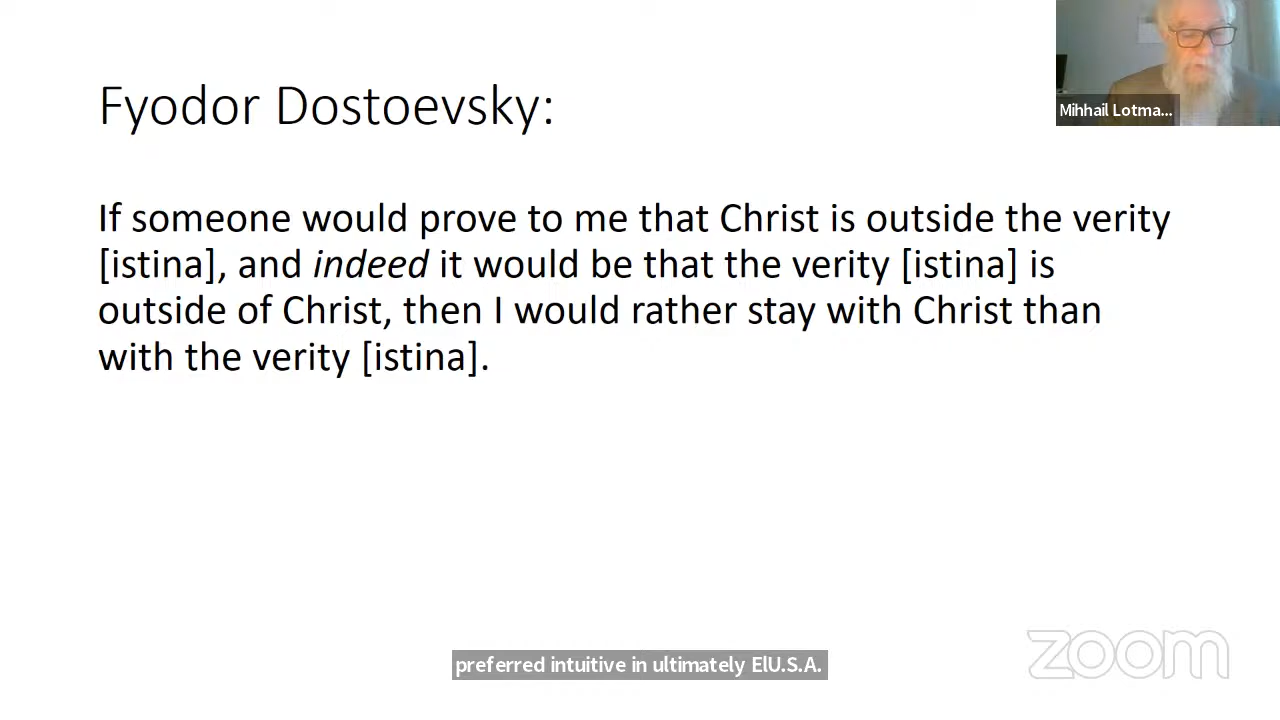 Fyodor Dostoevsky:
Mihhail Lotma...
If someone would prove to me that Christ is outside the verity
[istina], and indeed it would be that the verity [istina] is
outside of Christ, then I would rather stay with Christ than
with the verity [istina].
zoom
preferred intuitive in ultimately ElU.S.A.